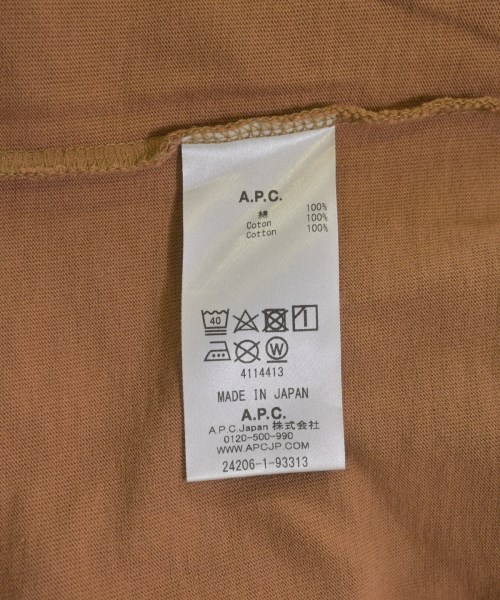 A.P.C.
綿 100%
Coton 100%
Cotton 100%
40
W
4114413
MADE IN JAPAN
A.P.C.
A.P.C.Japan 株式会社
0120-500-990
WWW.APCJP.COM
24206-1-93313